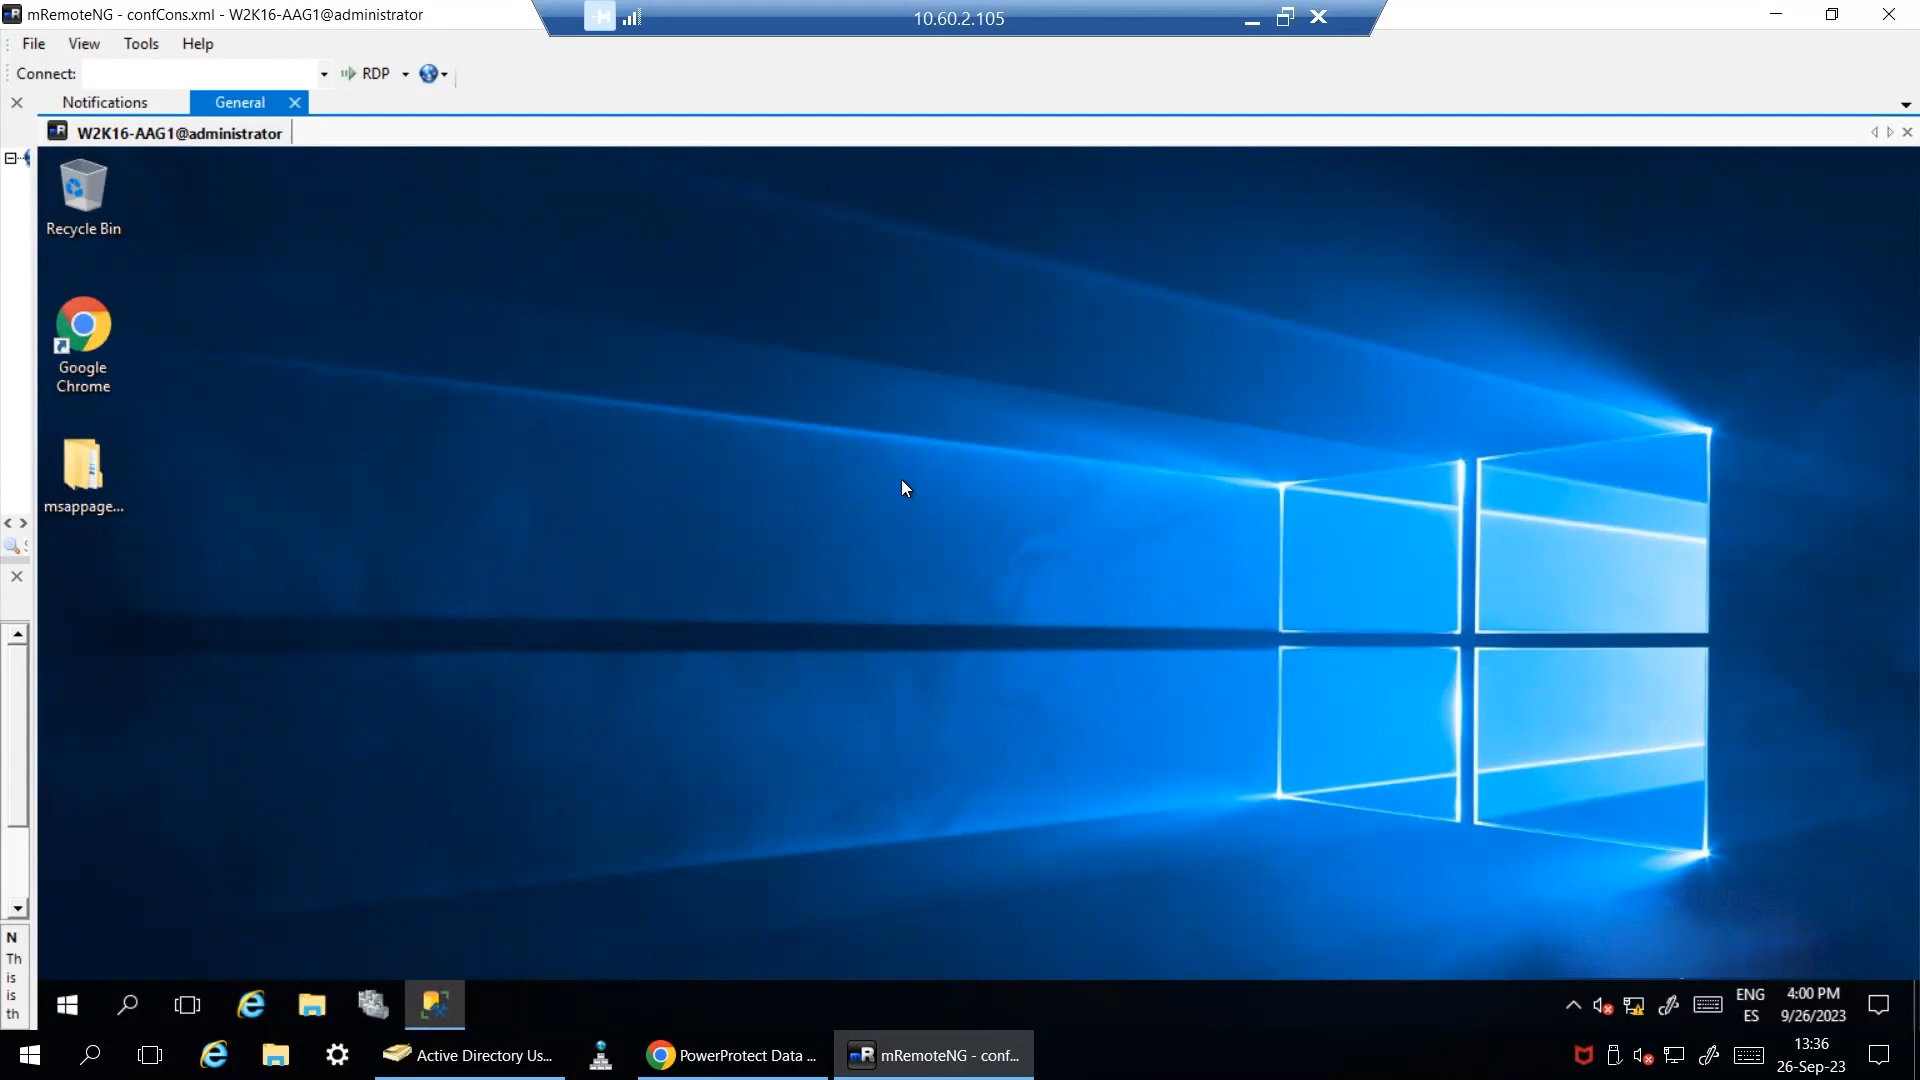 mRemoteNG - confCons.xml - W2K16-AAG1@administrator
10.60.2.105
File View Tools Help
Connect: RDP
Notifications General
W2K16-AAG1@administrator
Recycle Bin
Google
Chrome
msappage...
N
Th
is
is
th
ENG
ES
4:00 PM
9/26/2023
Active Directory Us...
PowerProtect Data ...
mRemoteNG - conf...
13:36
26-Sep-23